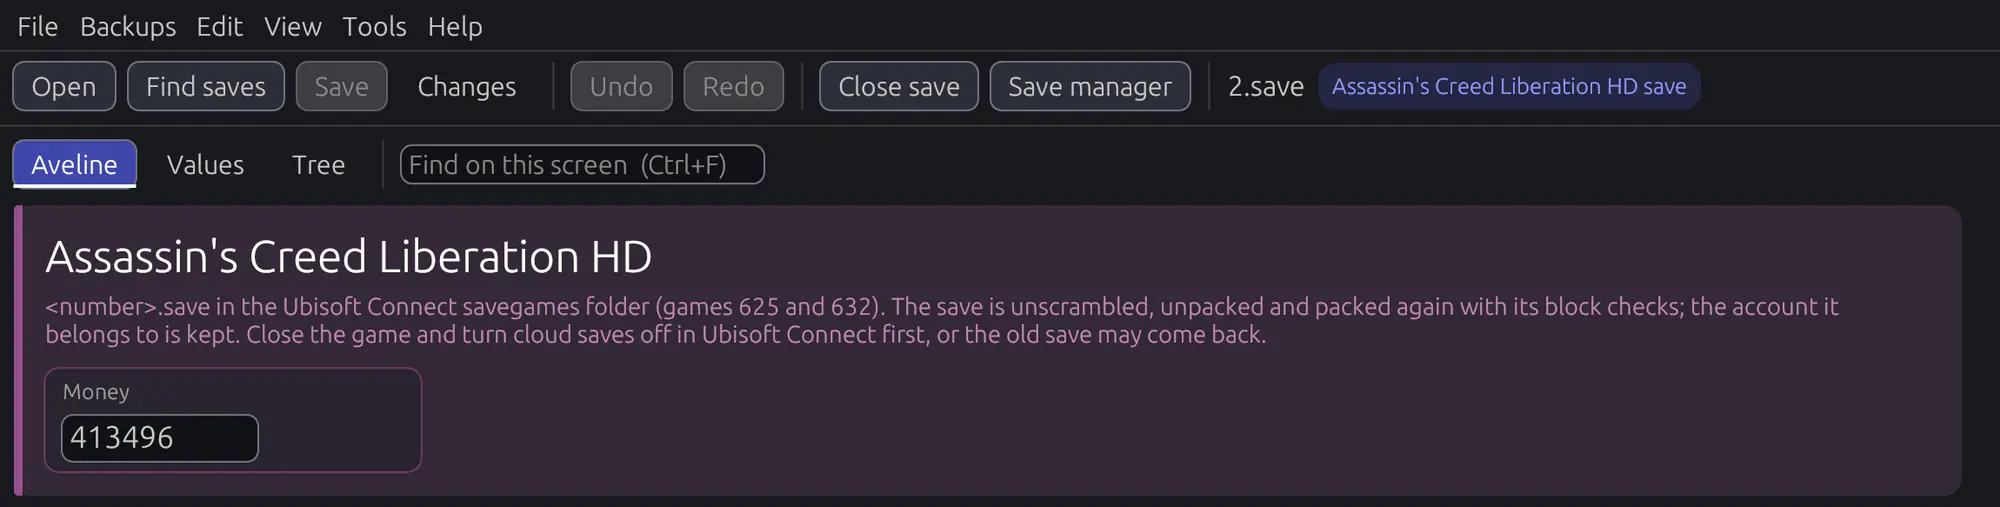 File Backups Edit View Tools Help
Open Find saves Save Changes Undo Redo Close save Save manager 2.save Assassin's Creed Liberation HD save
Aveline Values Tree Find on this screen (Ctrl+F)
Assassin's Creed Liberation HD
<number>.save in the Ubisoft Connect savegames folder (games 625 and 632). The save is unscrambled, unpacked and packed again with its block checks; the account it
belongs to is kept. Close the game and turn cloud saves off in Ubisoft Connect first, or the old save may come back.
Money
413496